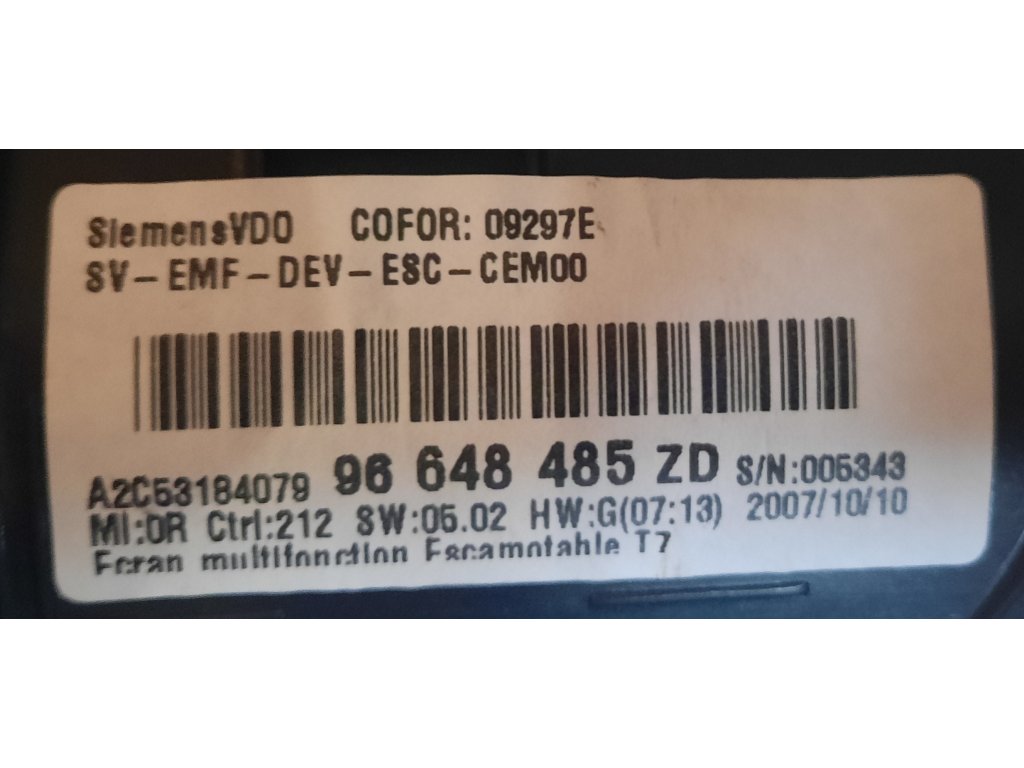 SiemensVDO COFOR: 09297E
SV-EMF-DEV-ESC-CEM00
A2C53184079 96 648 485 ZD S/N:005343
MI:0R Ctrl:212 SW:05.02 HW:G(07:13) 2007/10/10
Ecran multifonction Escamotable T7